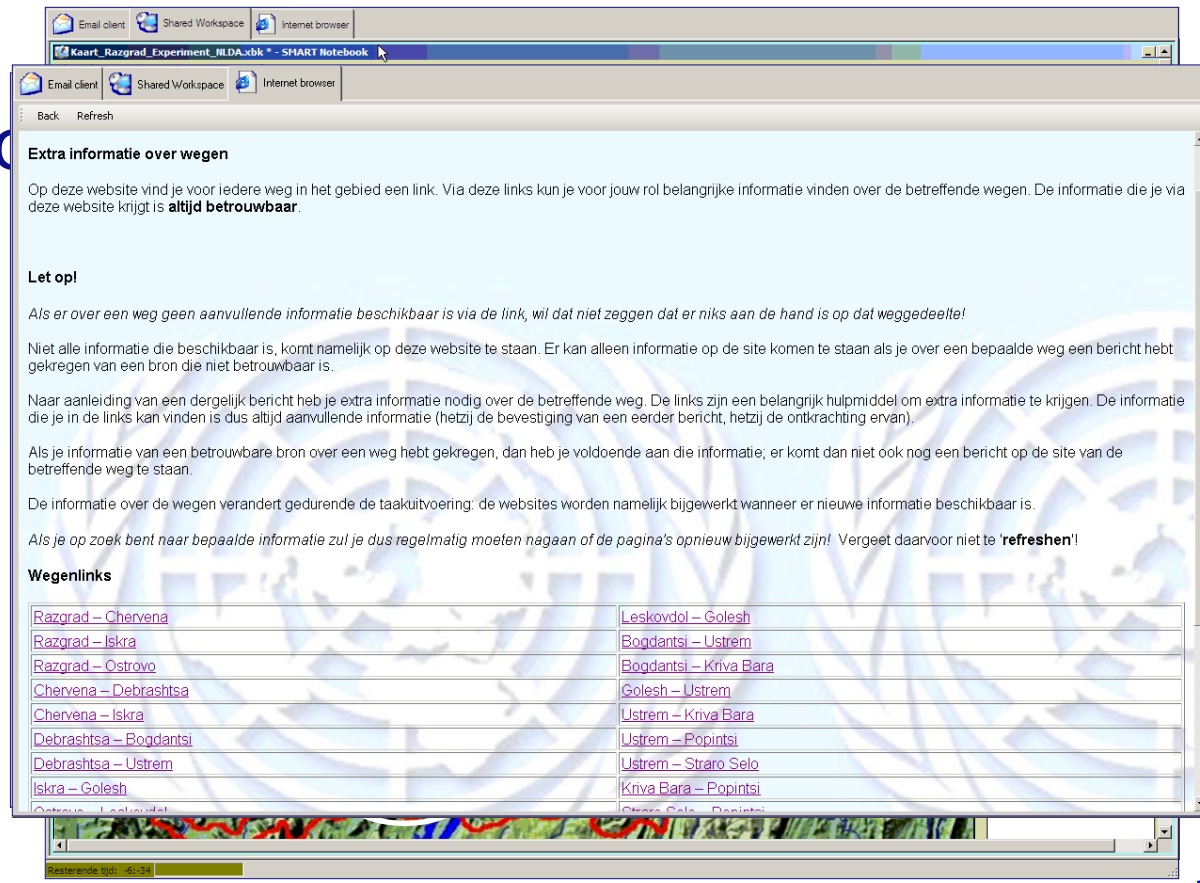 Email client Shared Workspace Internet browser
Kaart_Razgrad_Experiment_NLDA.xbk * - SMART Notebook
Email client Shared Workspace Internet browser
Back Refresh
Extra informatie over wegen
Op deze website vind je voor iedere weg in het gebied een link. Via deze links kun je voor jouw rol belangrijke informatie vinden over de betreffende wegen. De informatie die je via
deze website krijgt is altijd betrouwbaar.
Let op!
Als er over een weg geen aanvullende informatie beschikbaar is via de link, wil dat niet zeggen dat er niks aan de hand is op dat weggedeelte!
Niet alle informatie die beschikbaar is, komt namelijk op deze website te staan. Er kan alleen informatie op de site komen te staan als je over een bepaalde weg een bericht hebt
gekregen van een bron die niet betrouwbaar is.
Naar aanleiding van een dergelijk bericht heb je extra informatie nodig over de betreffende weg. De links zijn een belangrijk hulpmiddel om extra informatie te krijgen. De informatie
die je in de links kan vinden is dus altijd aanvullende informatie (hetzij de bevestiging van een eerder bericht, hetzij de ontkrachting ervan).
Als je informatie van een betrouwbare bron over een weg hebt gekregen, dan heb je voldoende aan die informatie; er komt dan niet ook nog een bericht op de site van de
betreffende weg te staan.
De informatie over de wegen verandert gedurende de taakuitvoering: de websites worden namelijk bijgewerkt wanneer er nieuwe informatie beschikbaar is.
Als je op zoek bent naar bepaalde informatie zul je dus regelmatig moeten nagaan of de pagina's opnieuw bijgewerkt zijn! Vergeet daarvoor niet te 'refreshen'!
Wegenlinks
Razgrad – Chervena Leskovdol – Golesh
Razgrad – Iskra Bogdantsi – Ustrem
Razgrad – Ostrovo Bogdantsi – Kriva Bara
Chervena – Debrashtsa Golesh – Ustrem
Chervena – Iskra Ustrem – Kriva Bara
Debrashtsa – Bogdantsi Ustrem – Popintsi
Debrashtsa – Ustrem Ustrem – Straro Selo
Iskra – Golesh Kriva Bara – Popintsi
Ostrovo – Leskovdol Straro Selo – Popintsi
Resterende tijd: -6:-34